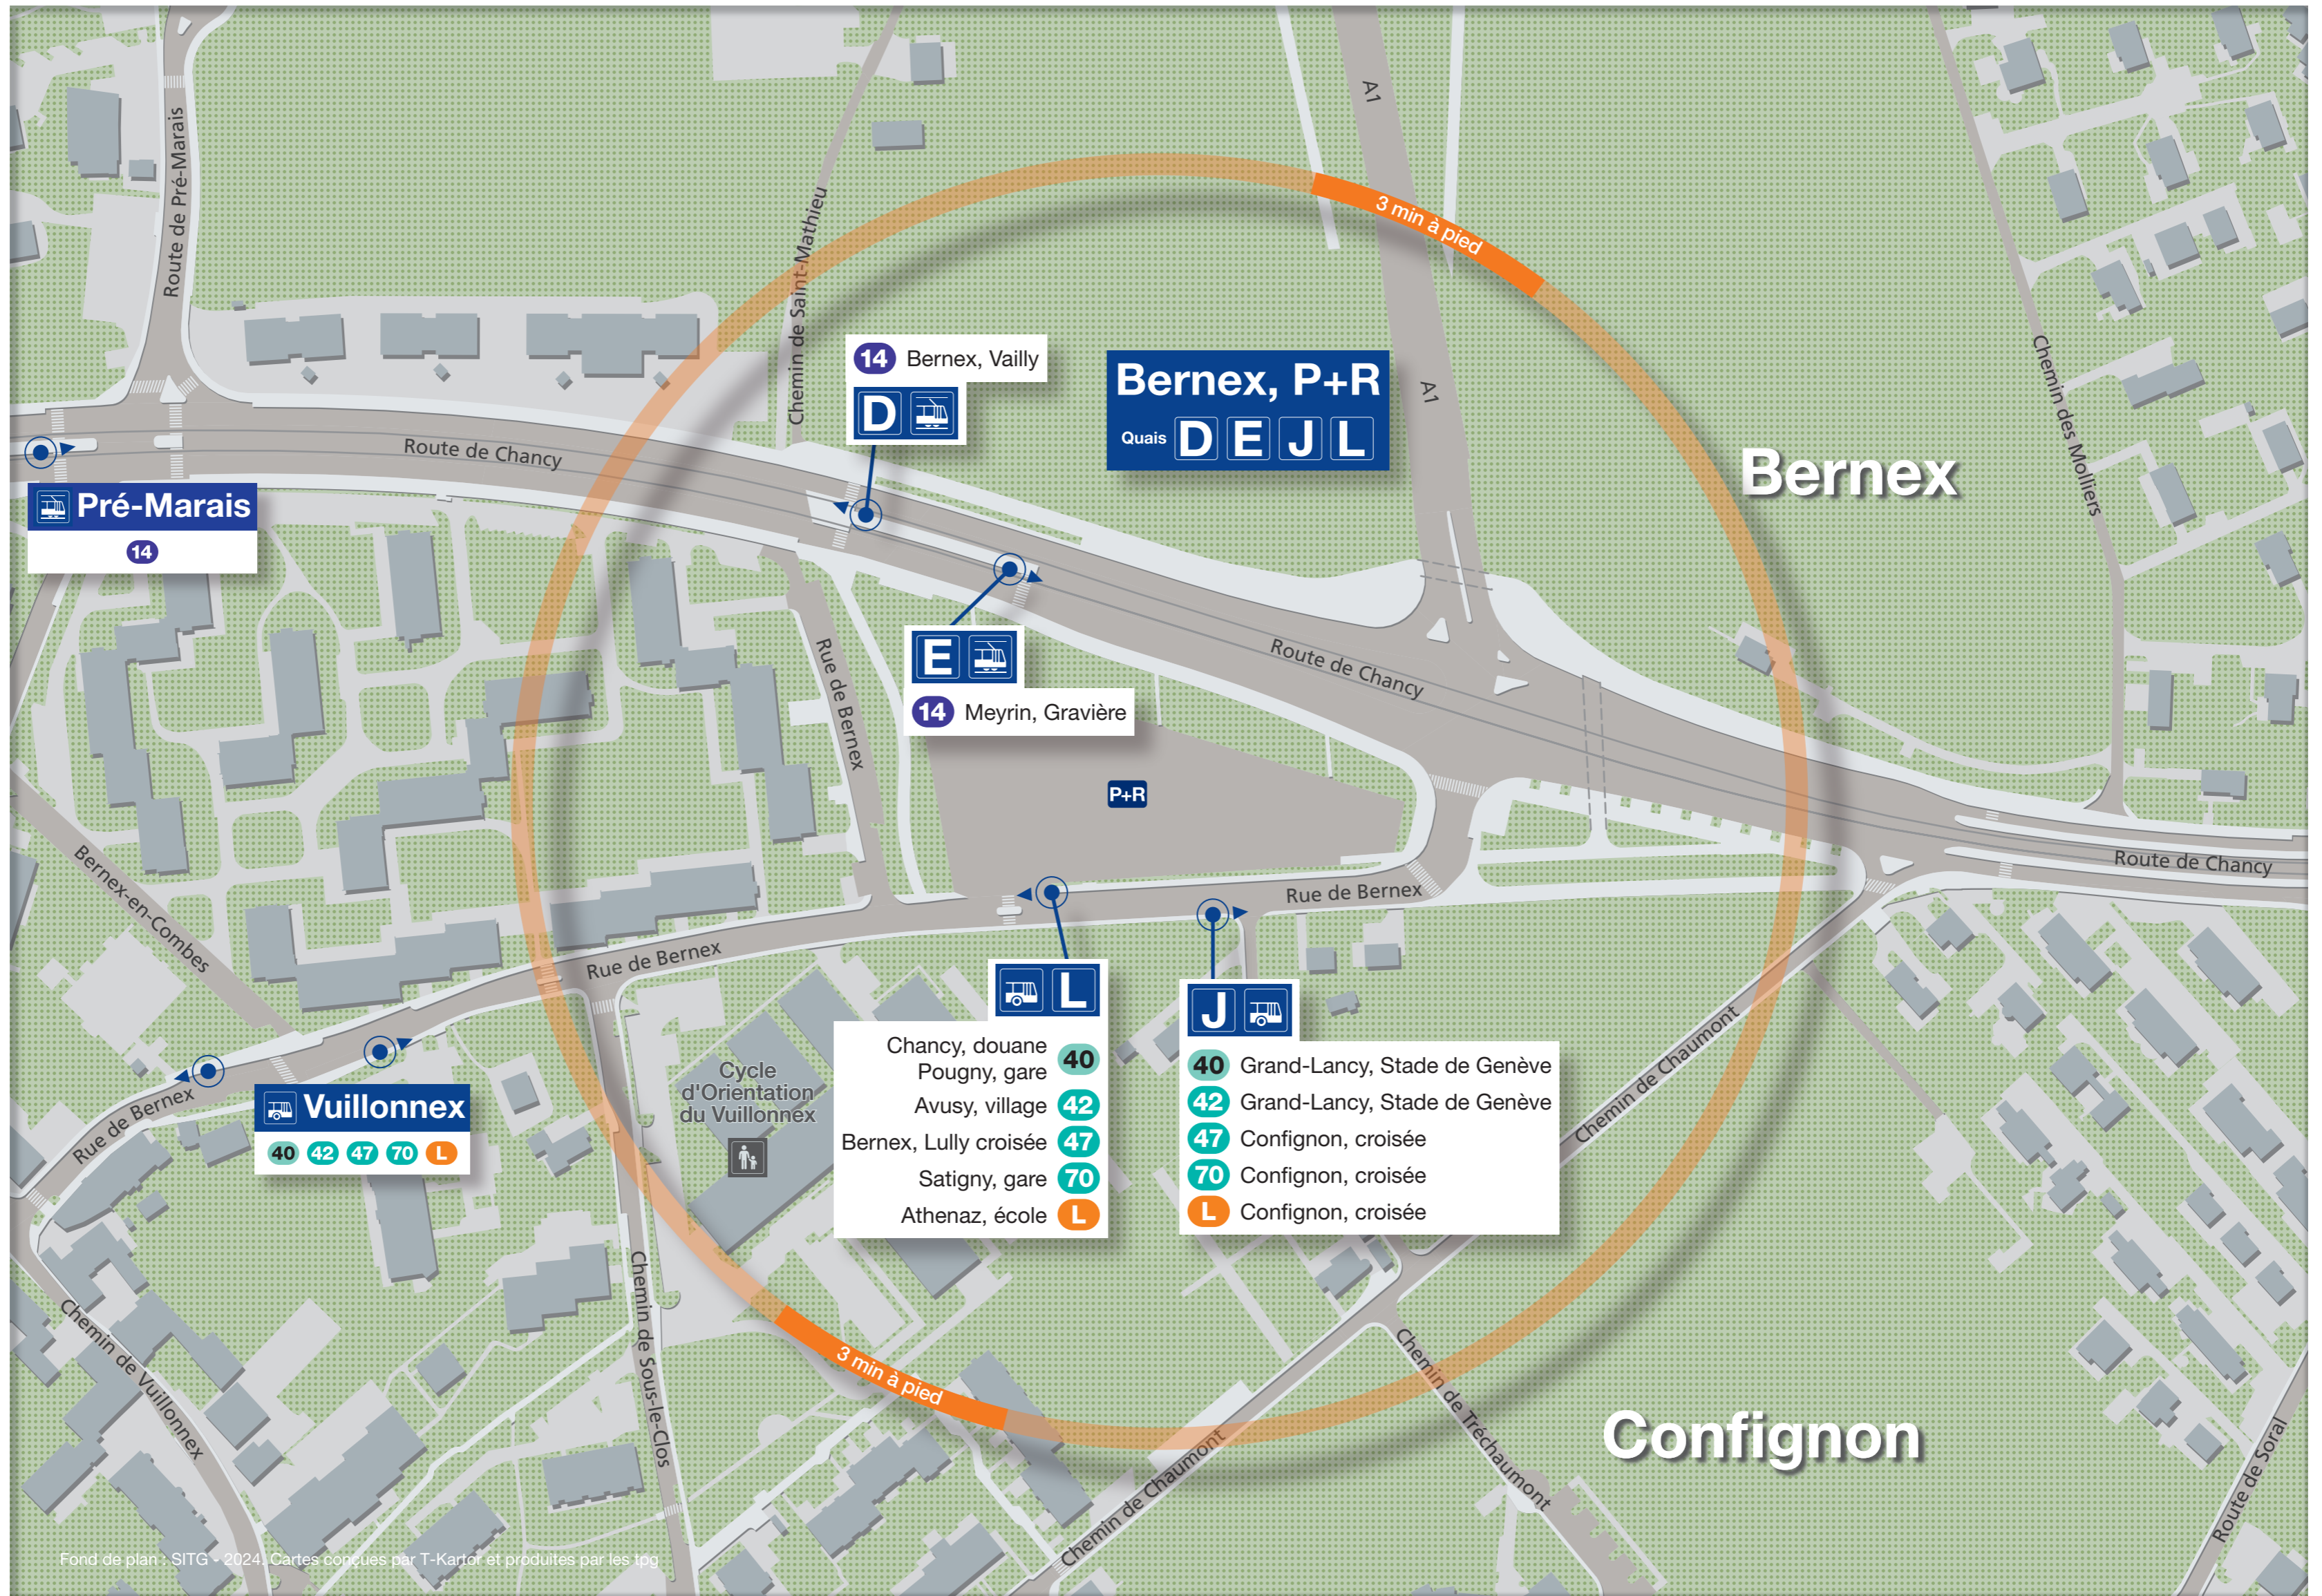 A1
3 min à pied
Route de Pré-Marais
Chemin de Saint-Mathieu
14 Bernex, Vailly
D
Bernex, P+R
Quais D E J L
A1
Chemin des Molliers
Bernex
Route de Chancy
Pré-Marais
14
E
14 Meyrin, Gravière
Route de Chancy
Rue de Bernex
P+R
Route de Chancy
Rue de Bernex
Bernex-en-Combes
Rue de Bernex
L
Chancy, douane
Pougny, gare 40
Avusy, village 42
Bernex, Lully croisée 47
Satigny, gare 70
Athenaz, école L
J
40 Grand-Lancy, Stade de Genève
42 Grand-Lancy, Stade de Genève
47 Confignon, croisée
70 Confignon, croisée
L Confignon, croisée
Cycle
d'Orientation
du Vuillonnex
Chemin de Chaumont
Rue de Bernex
Vuillonnex
40 42 47 70 L
Chemin de Vuillonnex
Chemin de Sous-le-Clos
3 min à pied
Chemin de Tréchaumont
Chemin de Chaumont
Confignon
Route de Soral
Fond de plan : SITG - 2024. Cartes conçues par T-Kartor et produites par les tpg